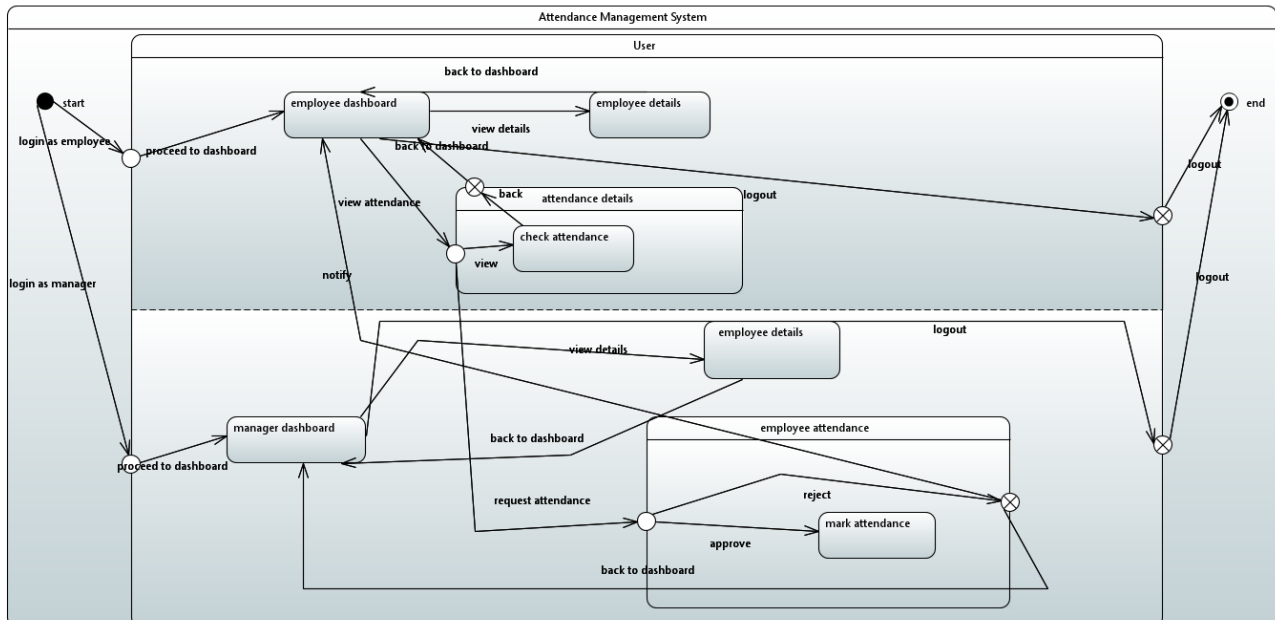 Attendance Management System
User
back to dashboard
start
employee dashboard
employee details
end
view details
login as employee
proceed to dashboard
back to dashboard
logout
view attendance
back
attendance details
logout
check attendance
view
notify
login as manager
logout
employee details
logout
view details
manager dashboard
employee attendance
back to dashboard
proceed to dashboard
request attendance
reject
mark attendance
approve
back to dashboard